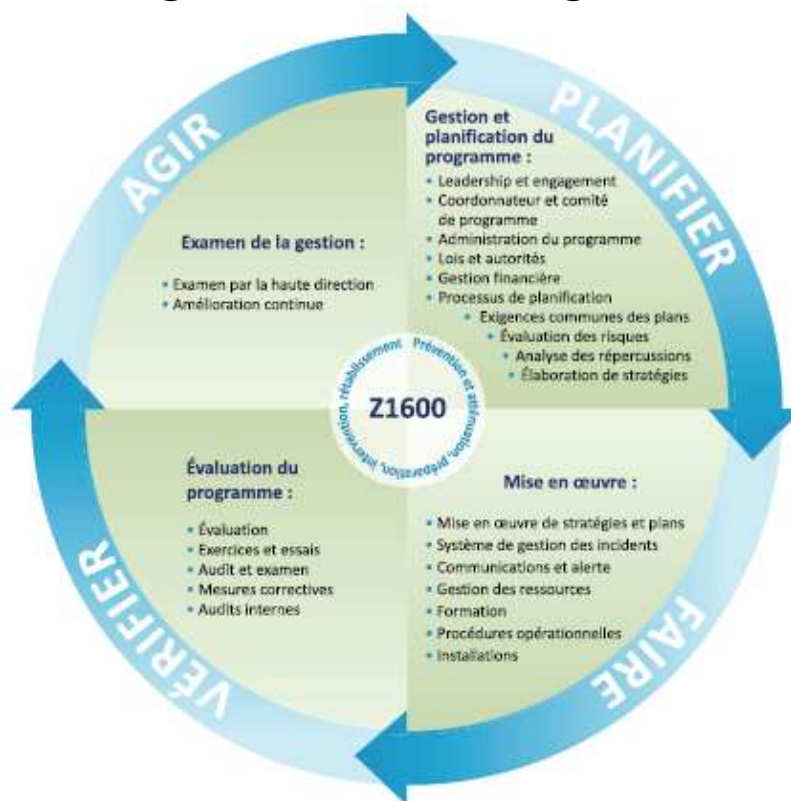 AGIR
PLANIFIER
FAIRE
VÉRIFIER
Gestion et
planification du
programme :
• Leadership et engagement
• Coordonnateur et comité
de programme
• Administration du programme
• Lois et autorités
• Gestion financière
• Processus de planification
• Exigences communes des plans
• Évaluation des risques
• Analyse des répercussions
• Élaboration de stratégies
Examen de la gestion :
• Examen par la haute direction
• Amélioration continue
Prévention et atténuation, préparation, intervention, rétablissement
Z1600
Évaluation du
programme :
• Évaluation
• Exercices et essais
• Audit et examen
• Mesures correctives
• Audits internes
Mise en œuvre :
• Mise en œuvre de stratégies et plans
• Système de gestion des incidents
• Communications et alerte
• Gestion des ressources
• Formation
• Procédures opérationnelles
• Installations